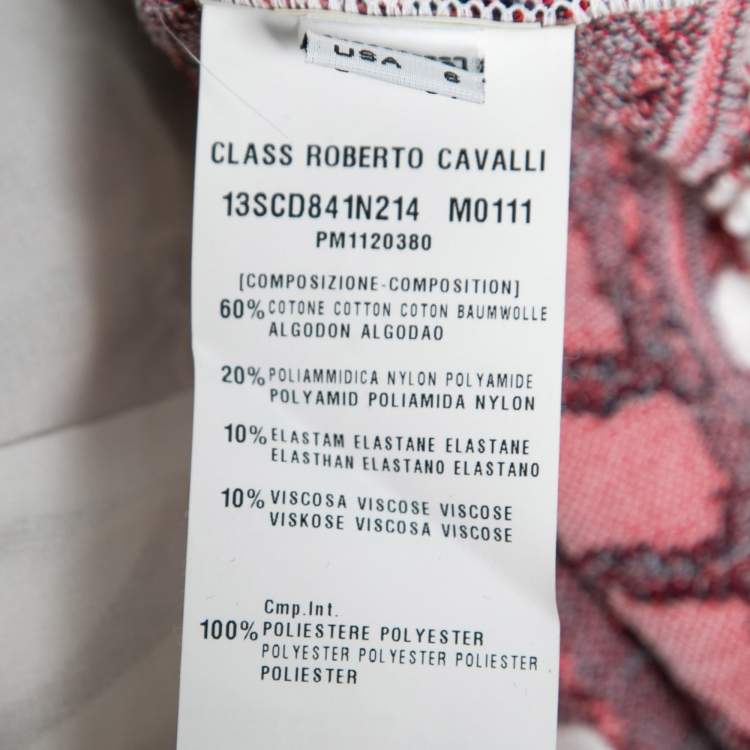 USA 6
CLASS ROBERTO CAVALLI
13SCD841N214 M0111
PM1120380
[COMPOSIZIONE-COMPOSITION]
60% COTONE COTTON COTON BAUMWOLLE
ALGODON ALGODAO
20% POLIAMMIDICA NYLON POLYAMIDE
POLYAMID POLIAMIDA NYLON
10% ELASTAM ELASTANE ELASTANE
ELASTHAN ELASTANO ELASTANO
10% VISCOSA VISCOSE VISCOSE
VISKOSE VISCOSA VISCOSE
Cmp.Int.
100% POLIESTERE POLYESTER
POLYESTER POLYESTER POLIESTER
POLIESTER